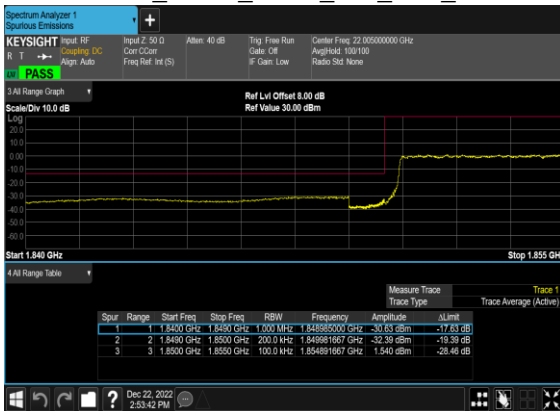 Spectrum Analyzer 1
Spurious Emissions
KEYSIGHT Input: RF Input Z: 50 Ω Atten: 40 dB Trig: Free Run Center Freq: 22.005000000 GHz
R T Coupling: DC Corr CCorr Gate: Off Avg|Hold: 100/100
Align: Auto Freq Ref: Int (S) IF Gain: Low Radio Std: None
PASS
3 All Range Graph
Ref Lvl Offset 8.00 dB
Scale/Div 10.0 dB Ref Value 30.00 dBm
Log
20.0
10.0
0.00
-10.0
-20.0
-30.0
-40.0
-50.0
-60.0
Start 1.840 GHz Stop 1.855 GH
4 All Range Table
Measure Trace Trace 1
Trace Type Trace Average (Active)
Spur Range Start Freq Stop Freq RBW Frequency Amplitude ΔLimit
1 1 1.8400 GHz 1.8490 GHz 1.000 MHz 1.848985000 GHz -30.63 dBm -17.63 dB
2 2 1.8490 GHz 1.8500 GHz 200.0 kHz 1.849981667 GHz -32.39 dBm -19.39 dB
3 3 1.8500 GHz 1.8550 GHz 100.0 kHz 1.854891667 GHz 1.540 dBm -28.46 dB
?
Dec 22, 2022
2:53:42 PM